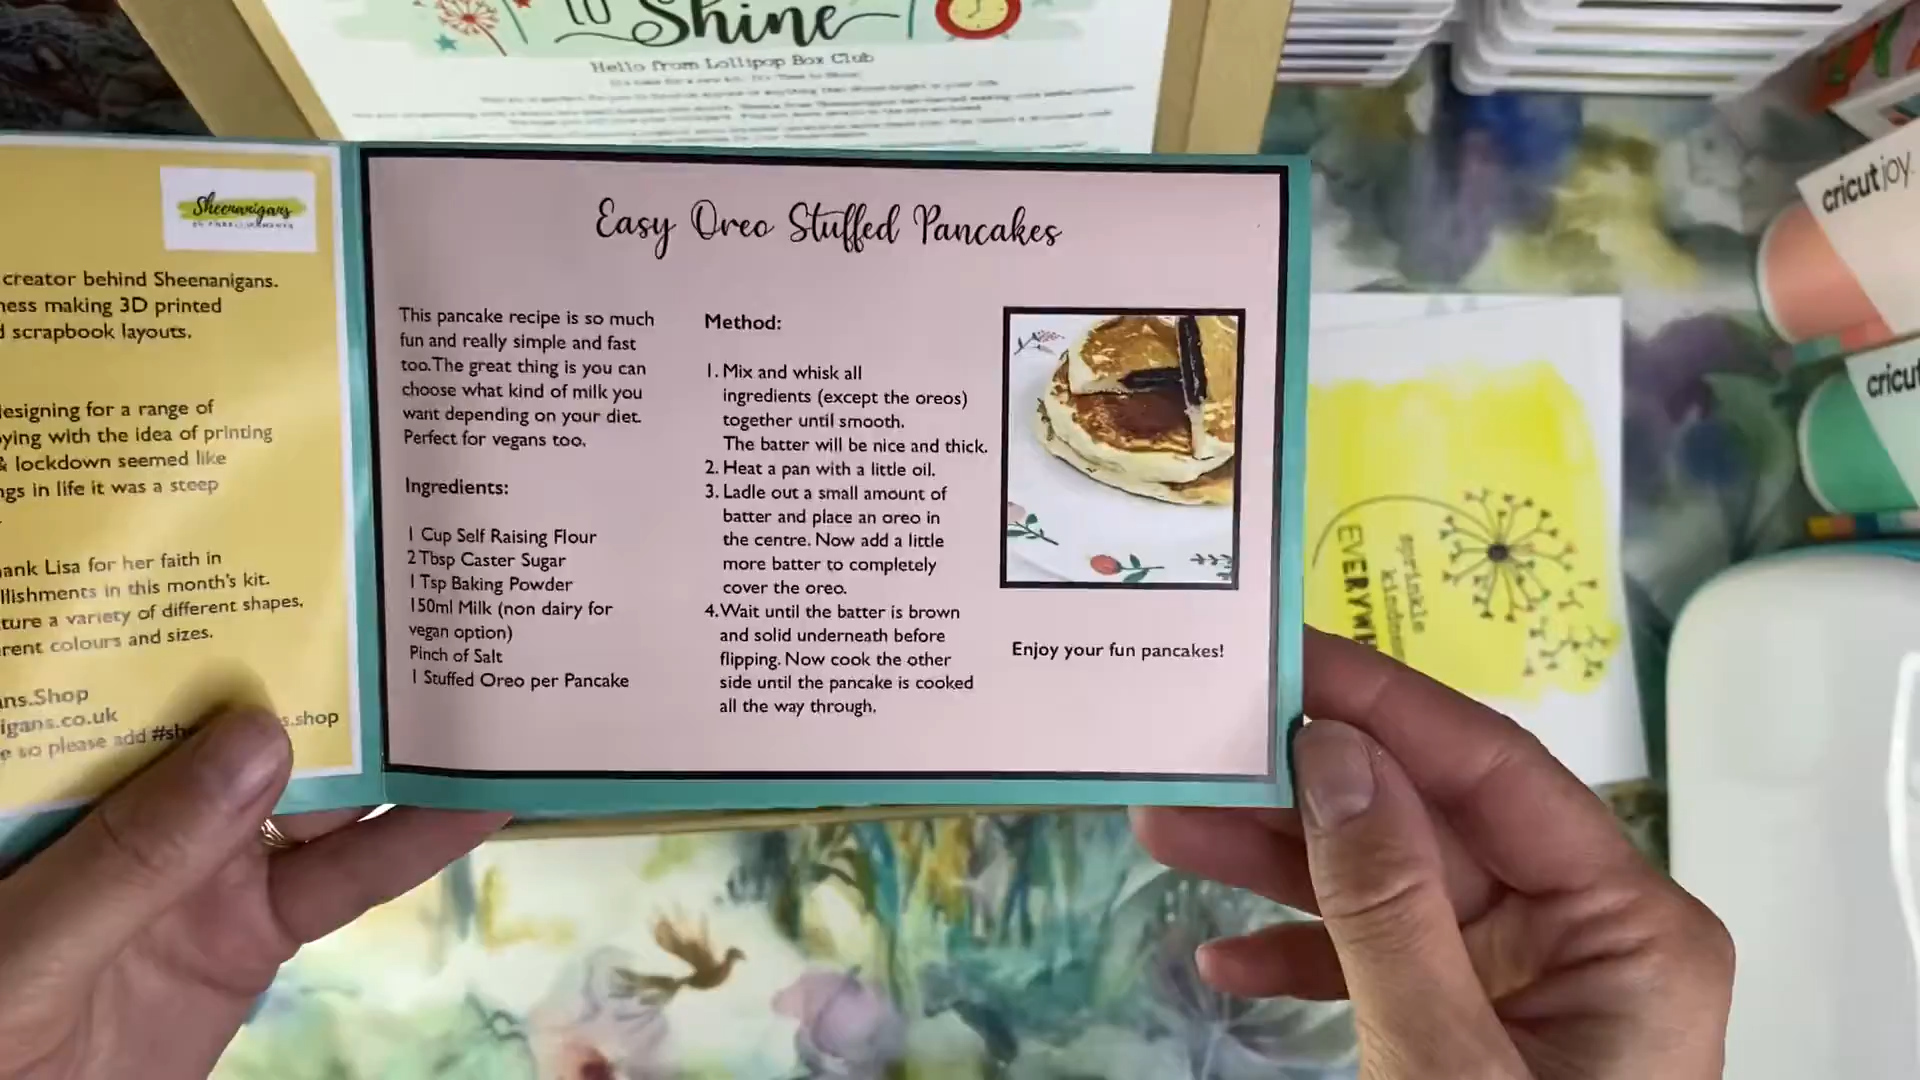 to
Shine
Hello from Lollipop Box Club
Sheenanigans
creator behind Sheenanigans.
ness making 3D printed
d scrapbook layouts.
designing for a range of
ying with the idea of printing
& lockdown seemed like
ngs in life it was a steep
ank Lisa for her faith in
llishments in this month's kit.
ture a variety of different shapes,
rent colours and sizes.
ans.Shop
igans.co.uk
e so please add #she
s.shop
Easy Oreo Stuffed Pancakes
This pancake recipe is so much
fun and really simple and fast
too. The great thing is you can
choose what kind of milk you
want depending on your diet.
Perfect for vegans too.
Ingredients:
1 Cup Self Raising Flour
2 Tbsp Caster Sugar
1 Tsp Baking Powder
150ml Milk (non dairy for
vegan option)
Pinch of Salt
1 Stuffed Oreo per Pancake
Method:
1. Mix and whisk all
ingredients (except the oreos)
together until smooth.
The batter will be nice and thick.
2. Heat a pan with a little oil.
3. Ladle out a small amount of
batter and place an oreo in
the centre. Now add a little
more batter to completely
cover the oreo.
4. Wait until the batter is brown
and solid underneath before
flipping. Now cook the other
side until the pancake is cooked
all the way through.
Enjoy your fun pancakes!
sprinkle
kindness
EVERYWH
cricut joy
cricut